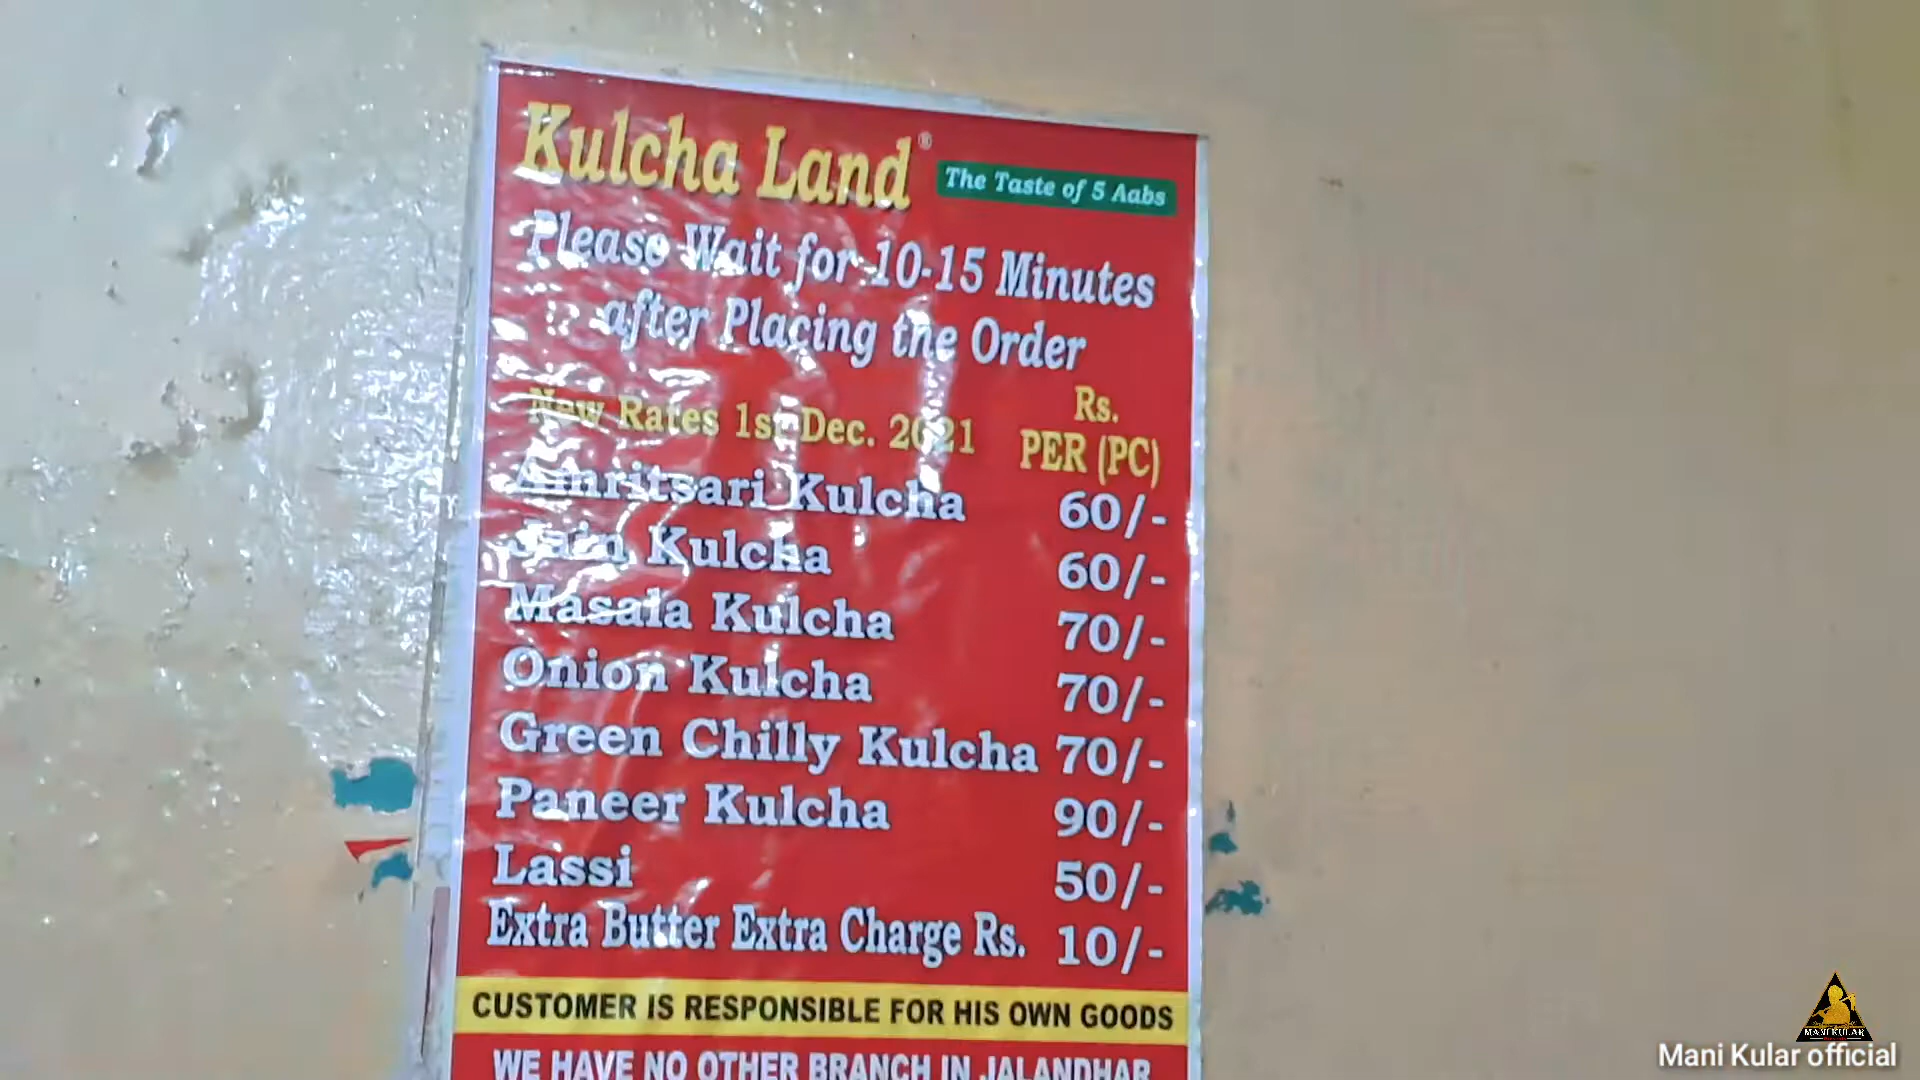 Kulcha Land® The Taste of 5 Aabs
Please Wait for 10-15 Minutes
after Placing the Order
New Rates 1st Dec. 2021 Rs. PER (PC)
Amritsari Kulcha 60/-
Jain Kulcha 60/-
Masala Kulcha 70/-
Onion Kulcha 70/-
Green Chilly Kulcha 70/-
Paneer Kulcha 90/-
Lassi 50/-
Extra Butter Extra Charge Rs. 10/-
CUSTOMER IS RESPONSIBLE FOR HIS OWN GOODS
WE HAVE NO OTHER BRANCH IN JALANDHAR
MANI KULAR
Mani Kular official